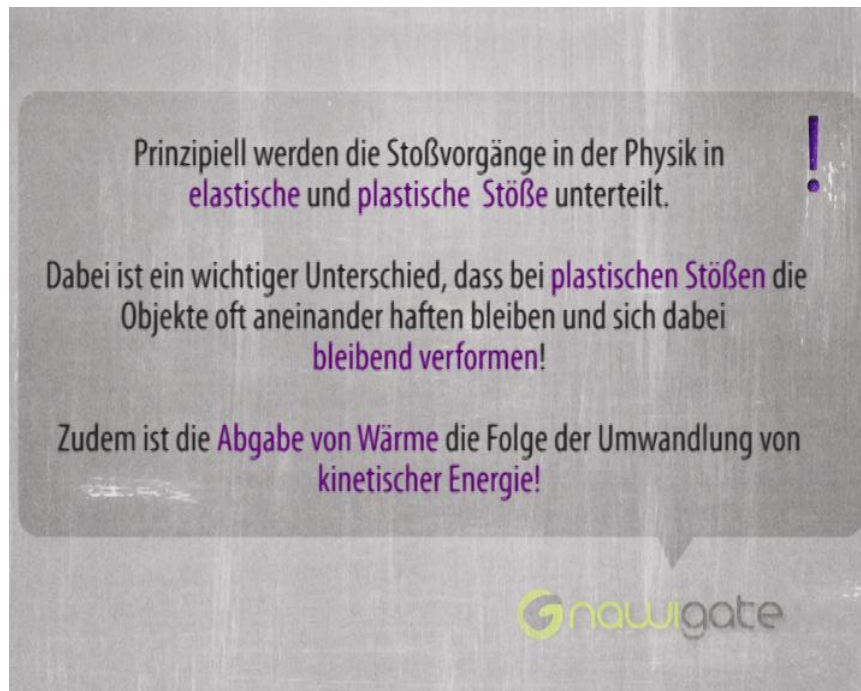 Prinzipiell werden die Stoßvorgänge in der Physik in
elastische und plastische Stöße unterteilt.
Dabei ist ein wichtiger Unterschied, dass bei plastischen Stößen die
Objekte oft aneinander haften bleiben und sich dabei
bleibend verformen!
Zudem ist die Abgabe von Wärme die Folge der Umwandlung von
kinetischer Energie!
!
Gnawigate